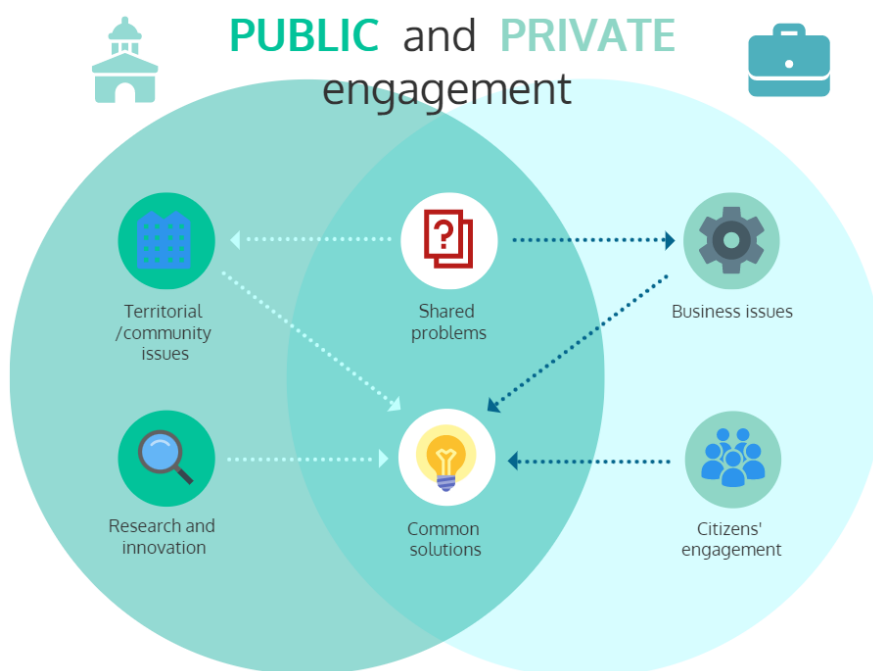 PUBLIC and PRIVATE
engagement
?
Territorial
/community
issues
Shared
problems
Business issues
Research and
innovation
Common
solutions
Citizens'
engagement